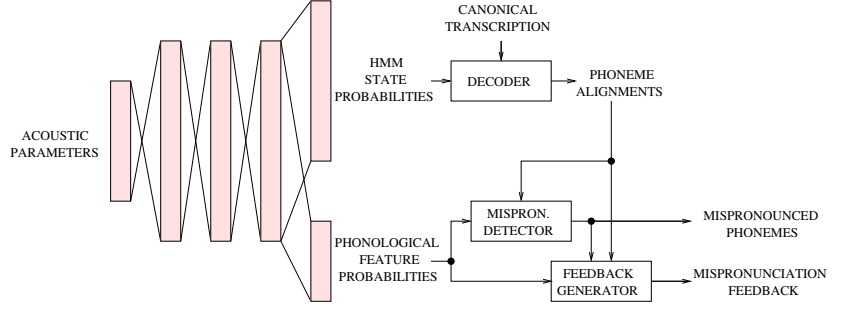 CANONICAL
TRANSCRIPTION
HMM
STATE
PROBABILITIES
DECODER
PHONEME
ALIGNMENTS
ACOUSTIC
PARAMETERS
MISPRON.
DETECTOR
MISPRONOUNCED
PHONEMES
PHONOLOGICAL
FEATURE
PROBABILITIES
FEEDBACK
GENERATOR
MISPRONUNCIATION
FEEDBACK